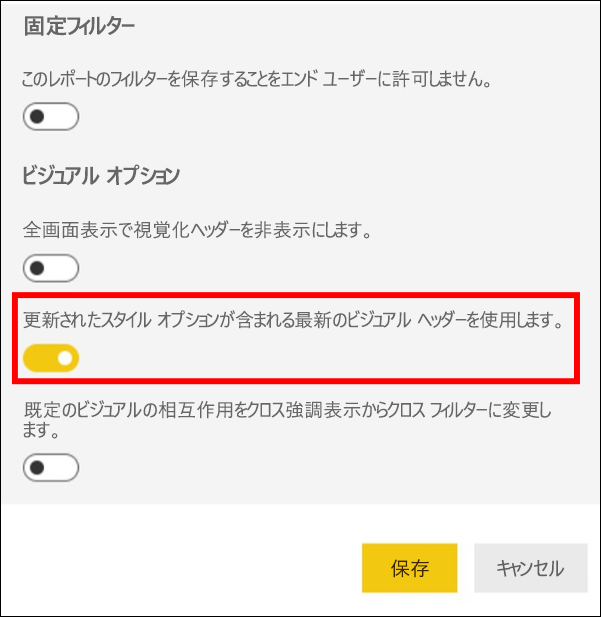 固定フィルター
このレポートのフィルターを保存することをエンド ユーザーに許可しません。
ビジュアル オプション
全画面表示で視覚化ヘッダーを非表示にします。
更新されたスタイル オプションが含まれる最新のビジュアル ヘッダーを使用します。
既定のビジュアルの相互作用をクロス強調表示からクロス フィルターに変更し
ます。
保存
キャンセル